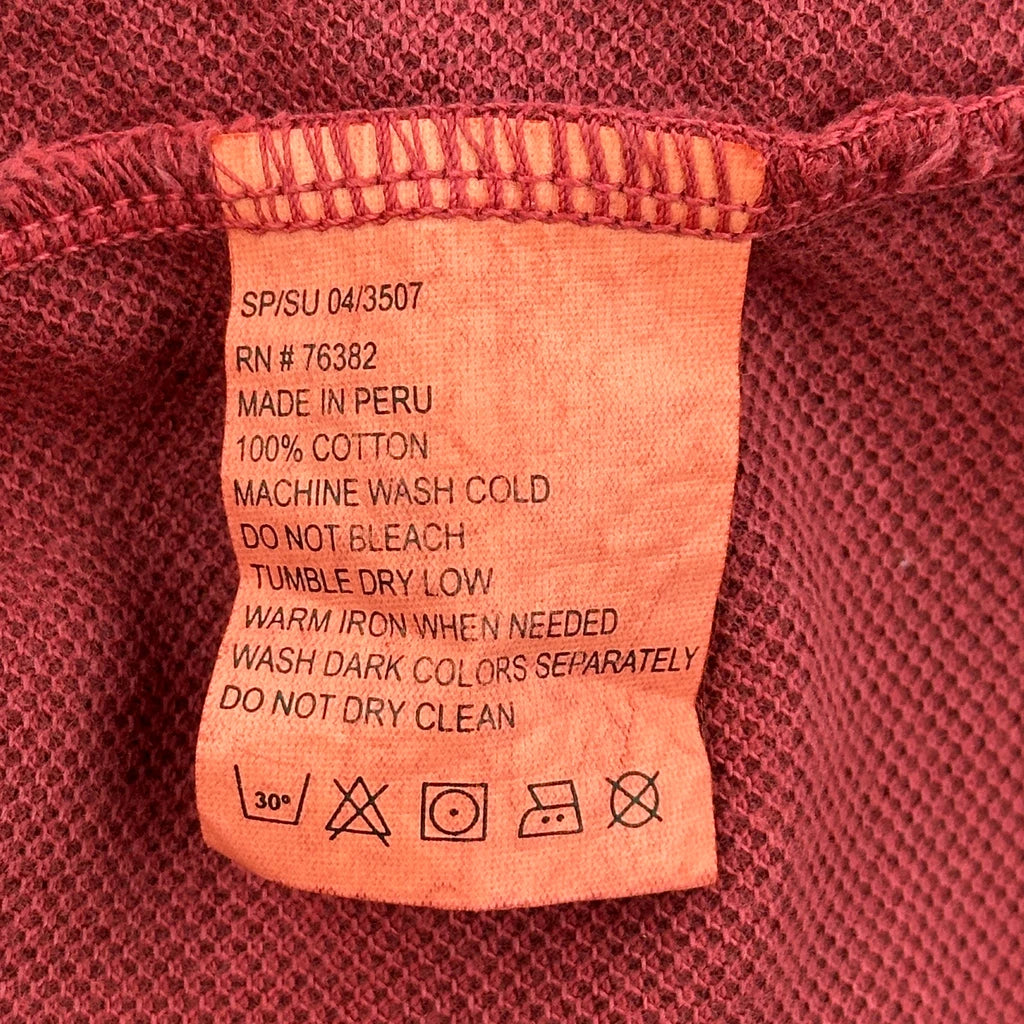 SP/SU 04/3507
RN # 76382
MADE IN PERU
100% COTTON
MACHINE WASH COLD
DO NOT BLEACH
TUMBLE DRY LOW
WARM IRON WHEN NEEDED
WASH DARK COLORS SEPARATELY
DO NOT DRY CLEAN
30°